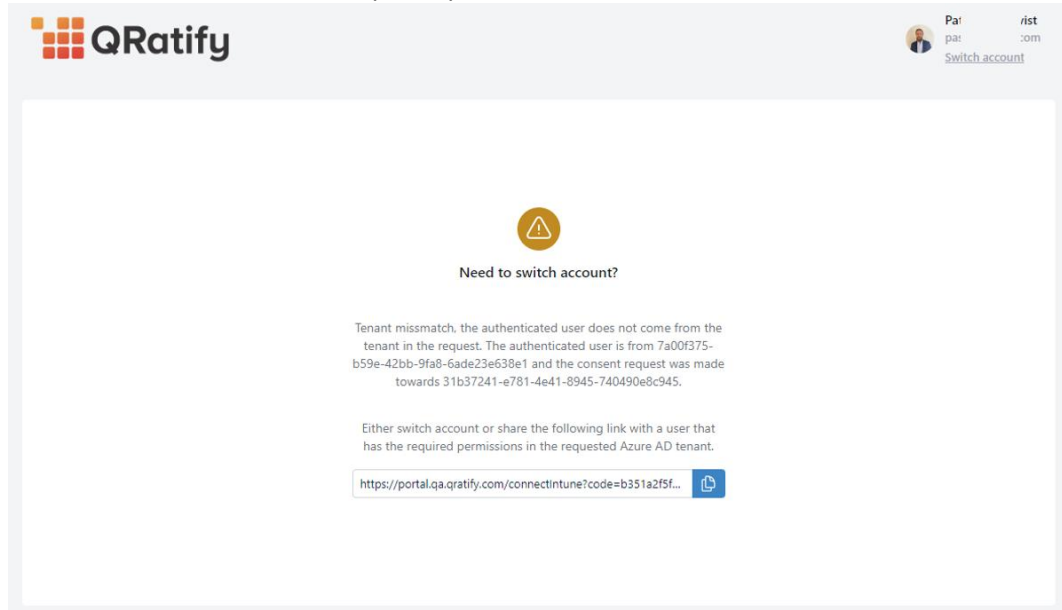 QRatify
Pat vist
pas :om
Switch account
Need to switch account?
Tenant missmatch, the authenticated user does not come from the
tenant in the request. The authenticated user is from 7a00f375-
b59e-42bb-9fa8-6ade23e638e1 and the consent request was made
towards 31b37241-e781-4e41-8945-740490e8c945.
Either switch account or share the following link with a user that
has the required permissions in the requested Azure AD tenant.
https://portal.qa.qratify.com/connectIntune?code=b351a2f5f...